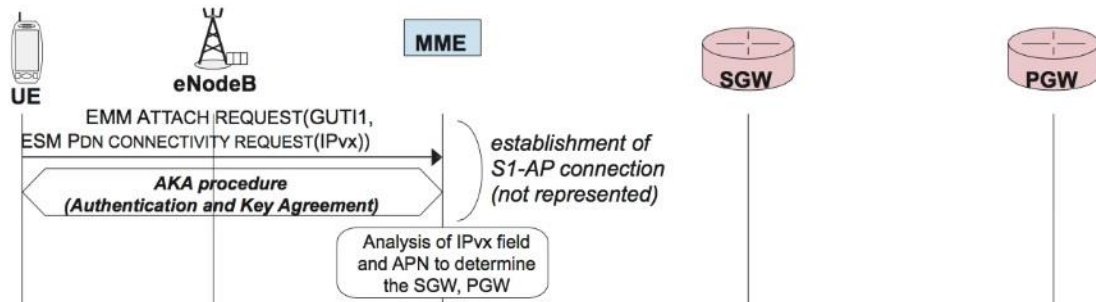 MME
SGW
PGW
eNodeB
UE
EMM ATTACH REQUEST(GUTI1,
ESM PDN CONNECTIVITY REQUEST(IPvx))
establishment of
S1-AP connection
(not represented)
AKA procedure
(Authentication and Key Agreement)
Analysis of IPvx field
and APN to determine
the SGW, PGW